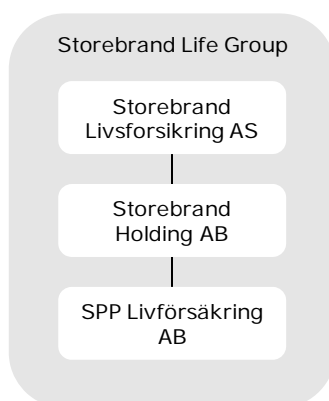 Storebrand Life Group
Storebrand
Livsforsikring AS
Storebrand
Holding AB
SPP Livförsäkring
AB